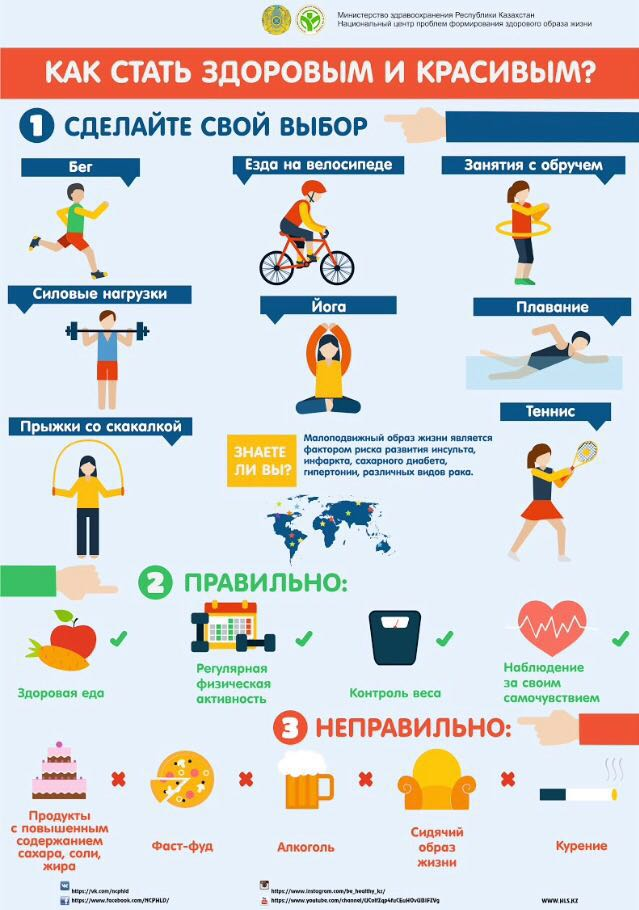 Министерство здравоохранения Республики Казахстан
Национальный центр проблем формирования здорового образа жизни
КАК СТАТЬ ЗДОРОВЫМ И КРАСИВЫМ?
1 СДЕЛАЙТЕ СВОЙ ВЫБОР
Бег
Езда на велосипеде
Занятия с обручем
Силовые нагрузки
Йога
Плавание
Прыжки со скакалкой
Теннис
ЗНАЕТЕ
ЛИ ВЫ?
Малоподвижный образ жизни является
фактором риска развития инсульта,
инфаркта, сахарного диабета,
гипертонии, различных видов рака.
2 ПРАВИЛЬНО:
Здоровая еда
Регулярная
физическая
активность
Контроль веса
Наблюдение
за своим
самочувствием
3 НЕПРАВИЛЬНО:
Продукты
с повышенным
содержанием
сахара, соли,
жира
Фаст-фуд
Алкоголь
Сидячий
образ
жизни
Курение
https://vk.com/ncphld
https://www.facebook.com/NCPHLD/
https://www.instagram.com/be_healthy_kz/
WWW.HLS.KZ